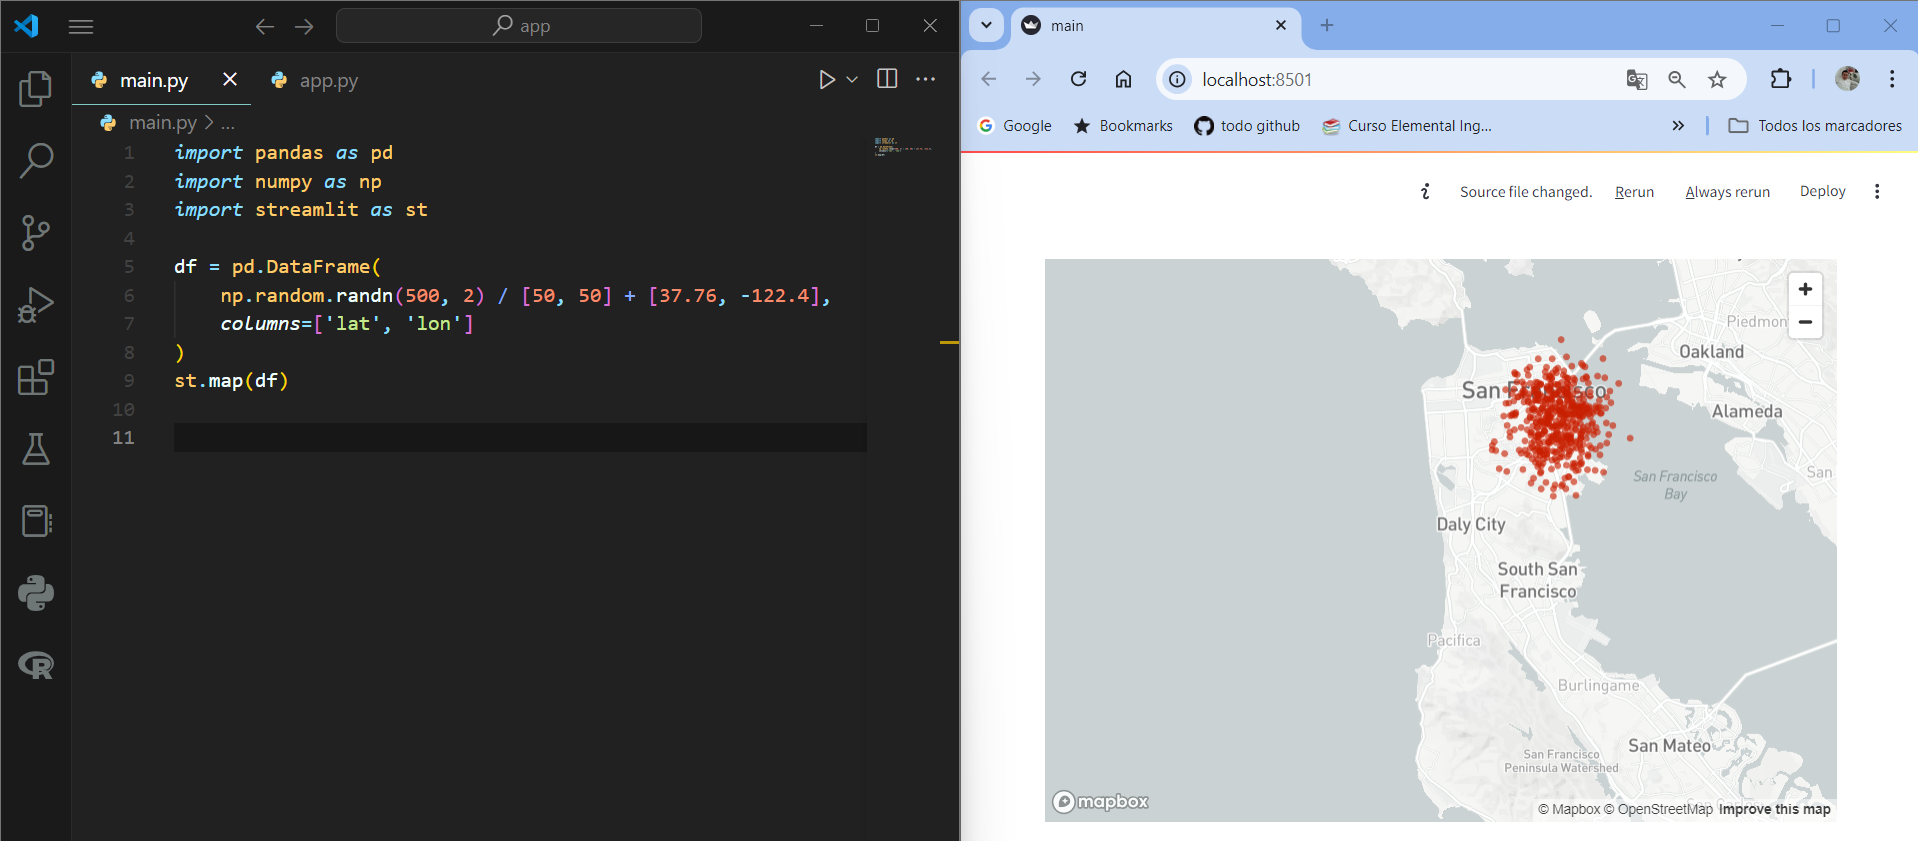 app
main.py
app.py
main.py > ...
1 import pandas as pd
2 import numpy as np
3 import streamlit as st
4
5 df = pd.DataFrame(
6 np.random.randn(500, 2) / [50, 50] + [37.76, -122.4],
7 columns=['lat', 'lon']
8 )
9 st.map(df)
10
11
main
localhost:8501
Google
Bookmarks
todo github
Curso Elemental Ing...
Todos los marcadores
Source file changed.
Rerun
Always rerun
Deploy
+
−
Piedmon
Oakland
San Francisco
Alameda
San
San Francisco
Bay
Daly City
South San
Francisco
Pacifica
Burlingame
San Mateo
San Francisco
Peninsula Watershed
mapbox
© Mapbox © OpenStreetMap Improve this map